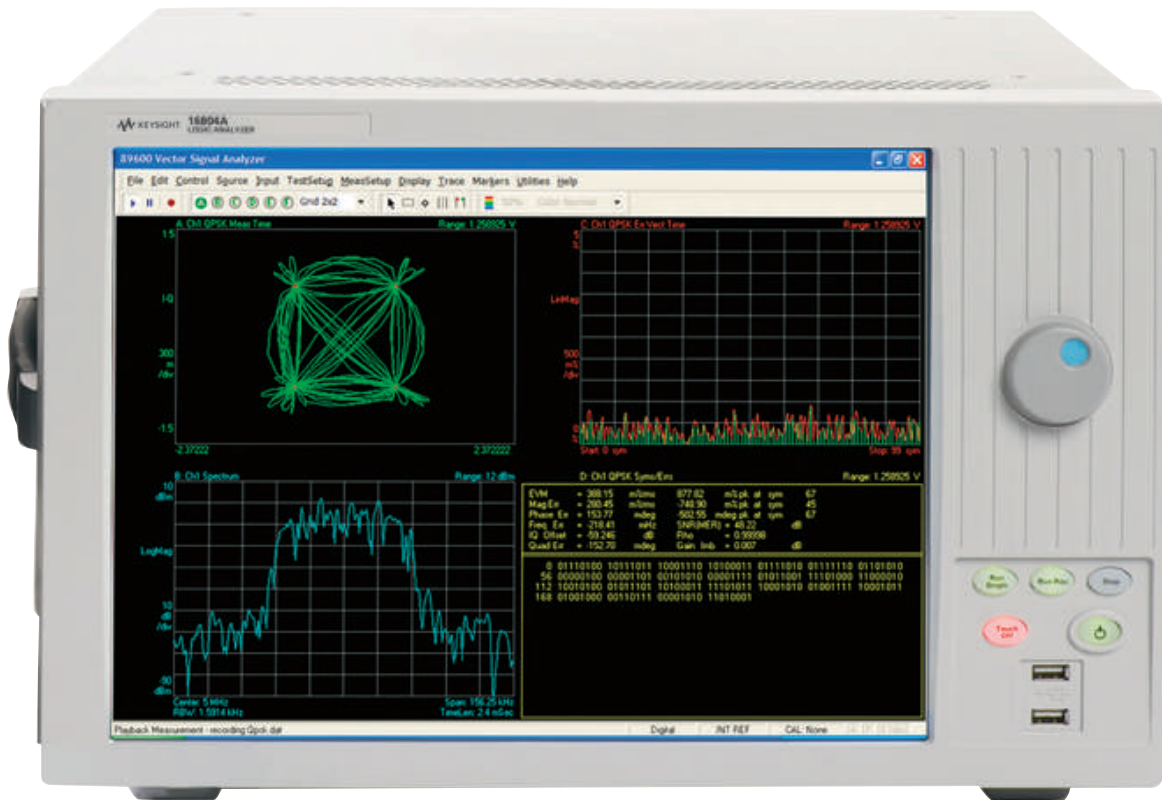 KEYSIGHT 16804A
LOGIC ANALYZER
89600 Vector Signal Analyzer
File Edit Control Source Input TestSetup MeasSetup Display Trace Markers Utilities Help
A B C D E F Grid 2x2 50% Color Normal
A: Ch1 QPSK Meas Time Range: 1.258925 V
1.5
I-Q
300
m
/div
-1.5
-2.37222 2.372222
C: Ch1 QPSK Err Vect Time Range: 1.258925 V
5
%
LinMag
500
m%
/div
0
%
Start: 0 sym Stop: 99 sym
B: Ch1 Spectrum Range: 12 dBm
10
dBm
LogMag
10
dB
/div
-90
dBm
Center: 5 MHz Span: 156.25 kHz
RBW: 1.5914 kHz TimeLen: 2.4 mSec
D: Ch1 QPSK Syms/Errs Range: 1.258925 V
EVM = 388.15 m%rms 877.82 m% pk at sym 67
Mag Err = 280.45 m%rms -748.90 m% pk at sym 45
Phase Err = 153.77 mdeg -502.55 mdeg pk at sym 67
Freq Err = -218.41 mHz SNR(MER) = 48.22 dB
IQ Offset = -59.246 dB Rho = 0.99998
Quad Err = -152.70 mdeg Gain Imb = 0.007 dB
0 01110100 10111011 10001110 10100011 01111010 01111110 01101010
56 00000100 00001101 00101010 00001111 01011001 11101000 11000010
112 10010100 01011101 10100011 11101011 10001010 01001111 10001011
168 01001000 00110111 00001010 11010001
Playback Measurement - recording:Qpsk.dat Digital INT REF CAL: None
Run Single
Run Rep
Stop
Touch Off